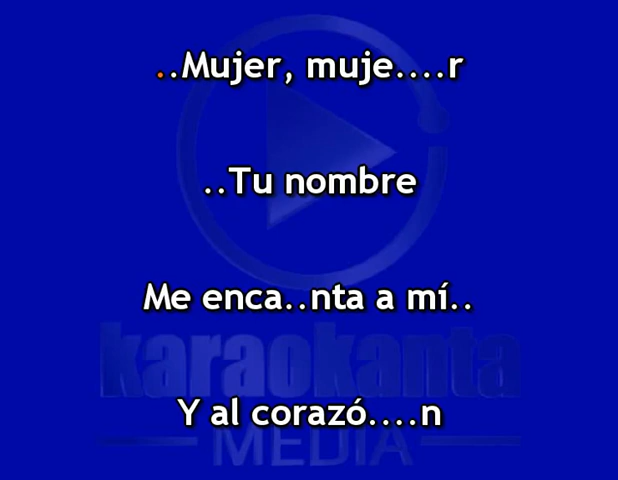 ..Mujer, muje....r
..Tu nombre
Me enca..nta a mí..
karaokanta
Y al corazó....n
MEDIA